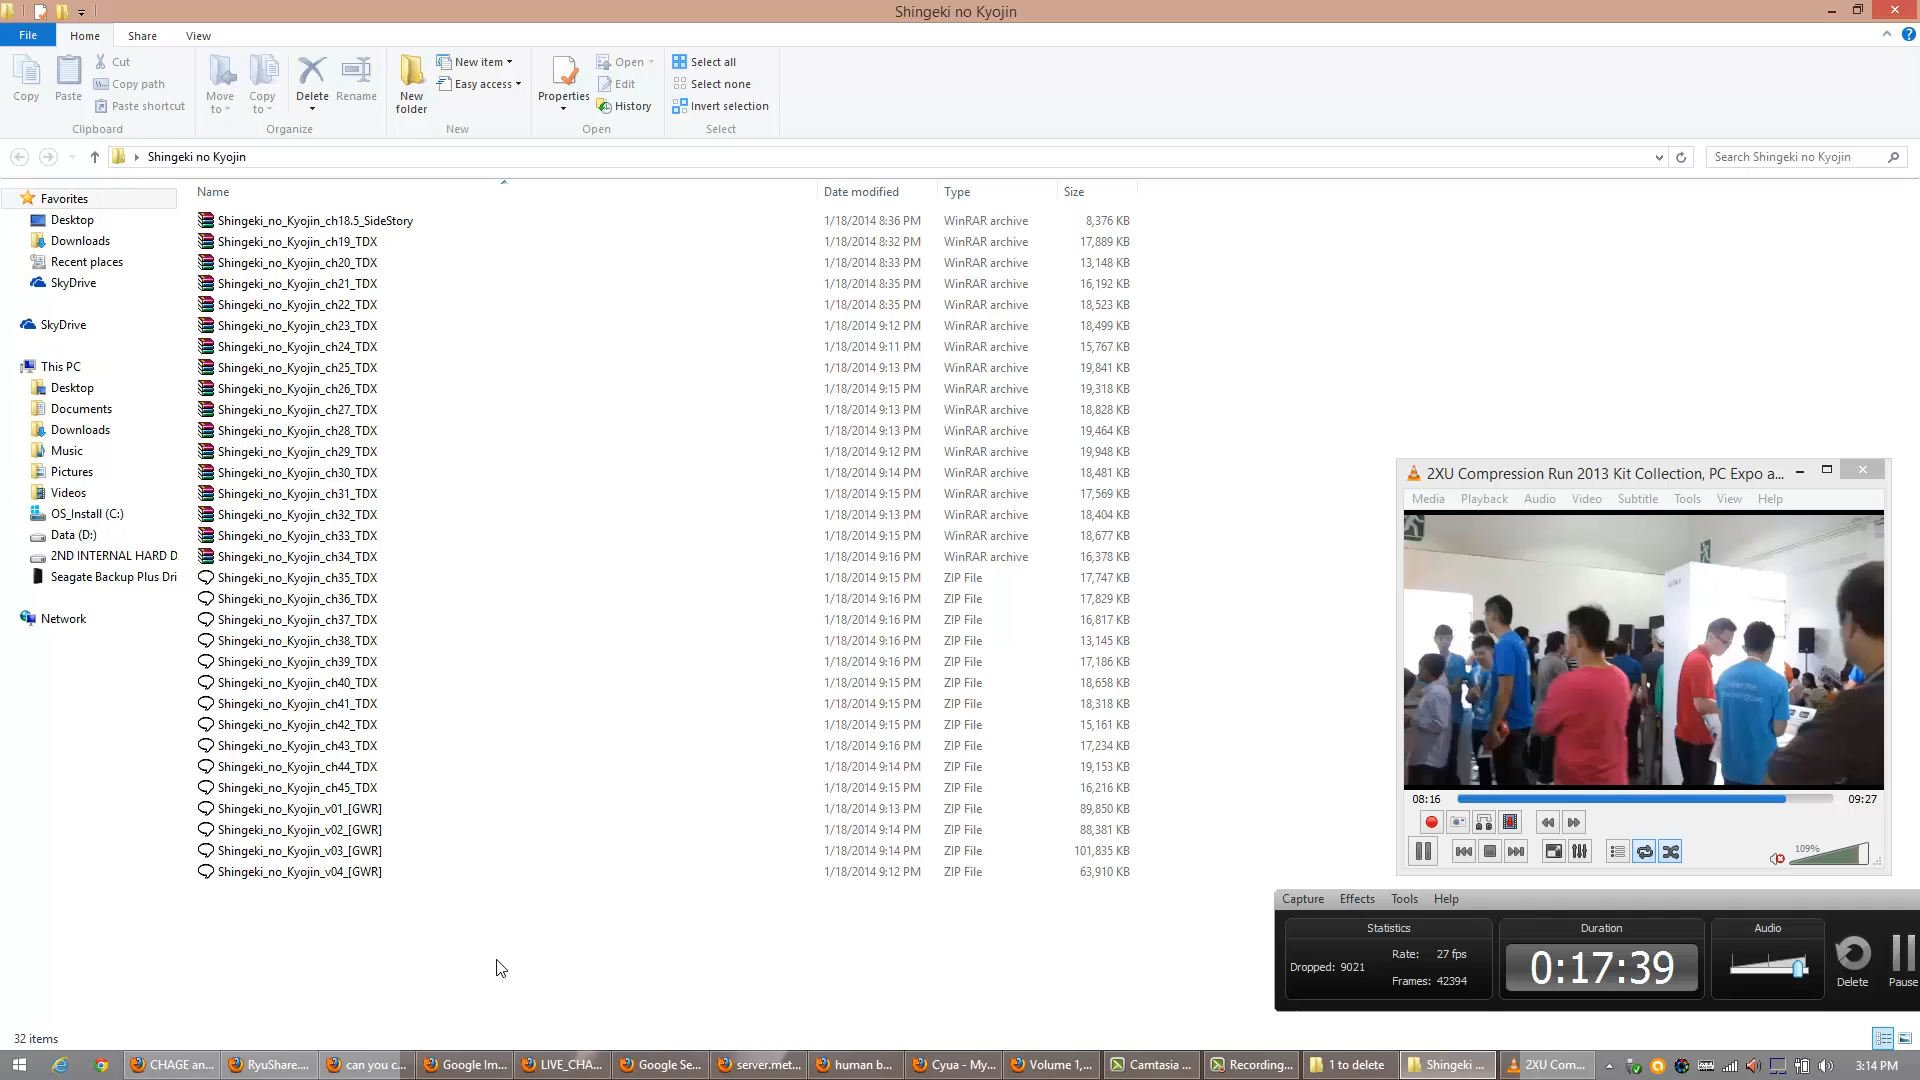 Shingeki no Kyojin
File Home Share View
Copy
Paste
Cut
Copy path
Paste shortcut
Clipboard
Move to
Copy to
Delete
Rename
Organize
New folder
New item
Easy access
New
Properties
Open
Edit
History
Open
Select all
Select none
Invert selection
Select
Shingeki no Kyojin
Search Shingeki no Kyojin
Favorites
Desktop
Downloads
Recent places
SkyDrive
SkyDrive
This PC
Desktop
Documents
Downloads
Music
Pictures
Videos
OS_Install (C:)
Data (D:)
2ND INTERNAL HARD D
Seagate Backup Plus Dri
Network
Name Date modified Type Size
Shingeki_no_Kyojin_ch18.5_SideStory 1/18/2014 8:36 PM WinRAR archive 8,376 KB
Shingeki_no_Kyojin_ch19_TDX 1/18/2014 8:32 PM WinRAR archive 17,889 KB
Shingeki_no_Kyojin_ch20_TDX 1/18/2014 8:33 PM WinRAR archive 13,148 KB
Shingeki_no_Kyojin_ch21_TDX 1/18/2014 8:35 PM WinRAR archive 16,192 KB
Shingeki_no_Kyojin_ch22_TDX 1/18/2014 8:35 PM WinRAR archive 18,523 KB
Shingeki_no_Kyojin_ch23_TDX 1/18/2014 9:12 PM WinRAR archive 18,499 KB
Shingeki_no_Kyojin_ch24_TDX 1/18/2014 9:11 PM WinRAR archive 15,767 KB
Shingeki_no_Kyojin_ch25_TDX 1/18/2014 9:13 PM WinRAR archive 19,841 KB
Shingeki_no_Kyojin_ch26_TDX 1/18/2014 9:15 PM WinRAR archive 19,318 KB
Shingeki_no_Kyojin_ch27_TDX 1/18/2014 9:13 PM WinRAR archive 18,828 KB
Shingeki_no_Kyojin_ch28_TDX 1/18/2014 9:13 PM WinRAR archive 19,464 KB
Shingeki_no_Kyojin_ch29_TDX 1/18/2014 9:12 PM WinRAR archive 19,948 KB
Shingeki_no_Kyojin_ch30_TDX 1/18/2014 9:14 PM WinRAR archive 18,481 KB
Shingeki_no_Kyojin_ch31_TDX 1/18/2014 9:15 PM WinRAR archive 17,569 KB
Shingeki_no_Kyojin_ch32_TDX 1/18/2014 9:13 PM WinRAR archive 18,404 KB
Shingeki_no_Kyojin_ch33_TDX 1/18/2014 9:15 PM WinRAR archive 18,677 KB
Shingeki_no_Kyojin_ch34_TDX 1/18/2014 9:16 PM WinRAR archive 16,378 KB
Shingeki_no_Kyojin_ch35_TDX 1/18/2014 9:15 PM ZIP File 17,747 KB
Shingeki_no_Kyojin_ch36_TDX 1/18/2014 9:16 PM ZIP File 17,829 KB
Shingeki_no_Kyojin_ch37_TDX 1/18/2014 9:16 PM ZIP File 16,817 KB
Shingeki_no_Kyojin_ch38_TDX 1/18/2014 9:16 PM ZIP File 13,145 KB
Shingeki_no_Kyojin_ch39_TDX 1/18/2014 9:16 PM ZIP File 17,186 KB
Shingeki_no_Kyojin_ch40_TDX 1/18/2014 9:15 PM ZIP File 18,658 KB
Shingeki_no_Kyojin_ch41_TDX 1/18/2014 9:15 PM ZIP File 18,318 KB
Shingeki_no_Kyojin_ch42_TDX 1/18/2014 9:15 PM ZIP File 15,161 KB
Shingeki_no_Kyojin_ch43_TDX 1/18/2014 9:16 PM ZIP File 17,234 KB
Shingeki_no_Kyojin_ch44_TDX 1/18/2014 9:14 PM ZIP File 19,153 KB
Shingeki_no_Kyojin_ch45_TDX 1/18/2014 9:15 PM ZIP File 16,216 KB
Shingeki_no_Kyojin_v01_[GWR] 1/18/2014 9:13 PM ZIP File 89,850 KB
Shingeki_no_Kyojin_v02_[GWR] 1/18/2014 9:14 PM ZIP File 88,381 KB
Shingeki_no_Kyojin_v03_[GWR] 1/18/2014 9:14 PM ZIP File 101,835 KB
Shingeki_no_Kyojin_v04_[GWR] 1/18/2014 9:12 PM ZIP File 63,910 KB
2XU Compression Run 2013 Kit Collection, PC Expo a...
Media Playback Audio Video Subtitle Tools View Help
08:16 09:27
109%
Capture Effects Tools Help
Statistics Duration Audio
Dropped: 9021
Rate: 27 fps
Frames: 42394
0:17:39
Delete
Pause
32 items
CHAGE an... RyuShare.... can you c... Google Im... LIVE_CHA... Google Se... server.met... human b... Cyua - My... Volume 1,... Camtasia ... Recording... 1 to delete Shingeki ... 2XU Com... 3:14 PM